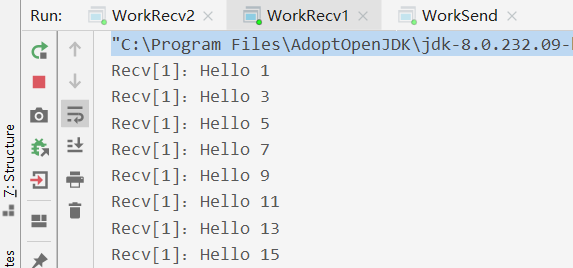 Run: WorkRecv2 × WorkRecv1 × WorkSend ×
"C:\Program Files\AdoptOpenJDK\jdk-8.0.232.09-
Recv[1]：Hello 1
Recv[1]：Hello 3
Recv[1]：Hello 5
Recv[1]：Hello 7
Recv[1]：Hello 9
Recv[1]：Hello 11
Recv[1]：Hello 13
Recv[1]：Hello 15
7: Structure